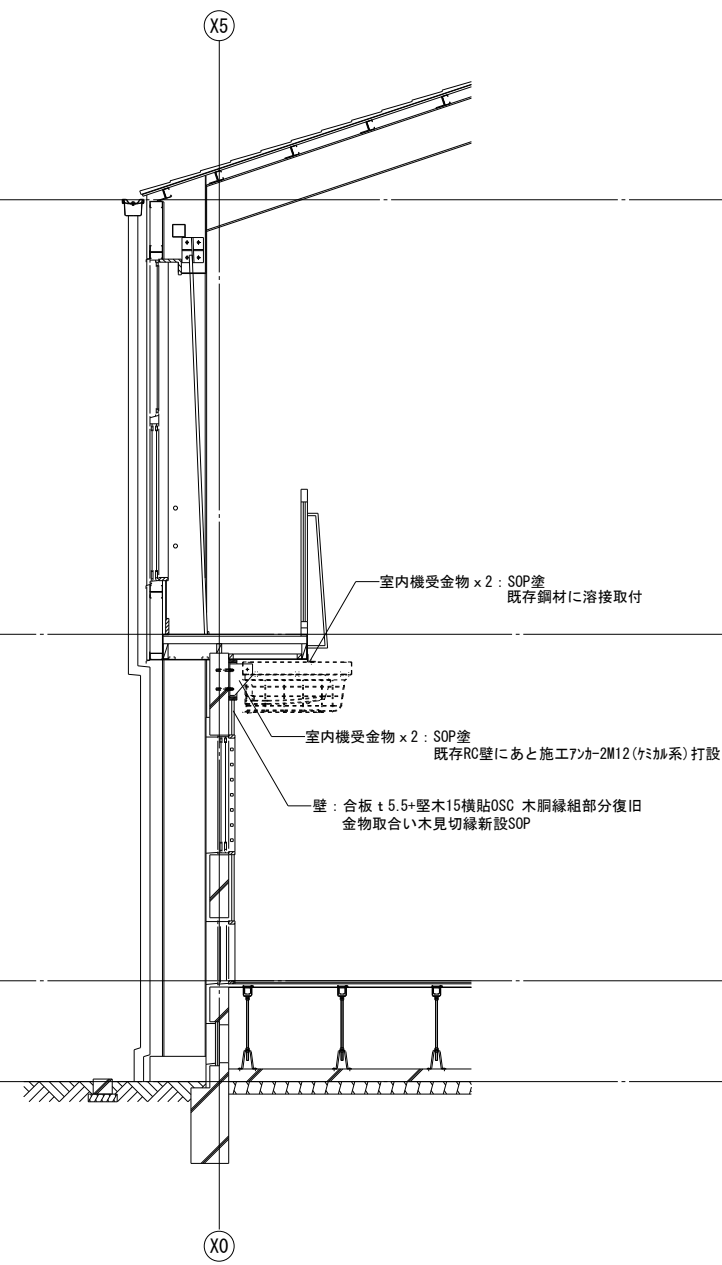 X5
室内機受金物 x 2 : SOP塗
既存鋼材に溶接取付
室内機受金物 x 2 : SOP塗
既存RC壁にあと施工アンカー2M12(ケミカル系)打設
壁 : 合板 t 5.5+堅木15横貼OSC 木胴縁組部分復旧
金物取合い木見切縁新設SOP
X0